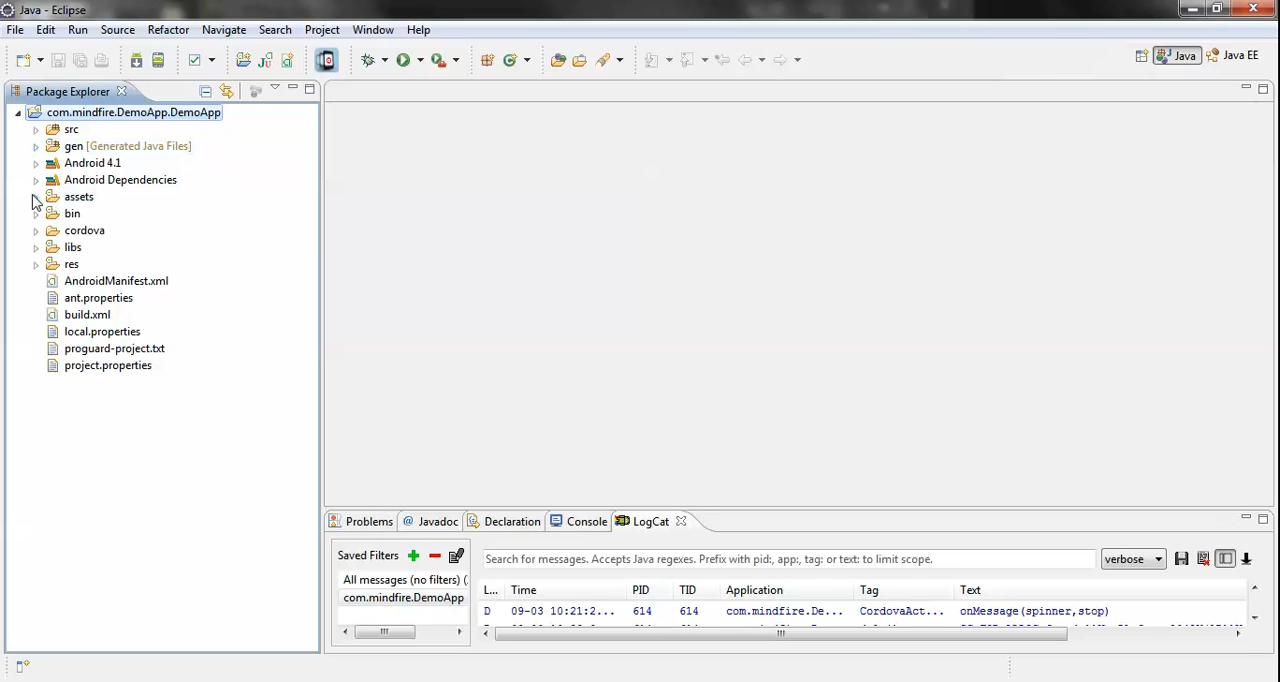 Java - Eclipse
File Edit Run Source Refactor Navigate Search Project Window Help
Java Java EE
Package Explorer
com.mindfire.DemoApp.DemoApp
src
gen [Generated Java Files]
Android 4.1
Android Dependencies
assets
bin
cordova
libs
res
AndroidManifest.xml
ant.properties
build.xml
local.properties
proguard-project.txt
project.properties
Problems @ Javadoc Declaration Console LogCat
Saved Filters
Search for messages. Accepts Java regexes. Prefix with pid:, app:, tag: or text: to limit scope.
verbose
All messages (no filters) (
com.mindfire.DemoApp
L... Time PID TID Application Tag Text
D 09-03 10:21:2... 614 614 com.mindfire.De... CordovaAct... onMessage(spinner,stop)